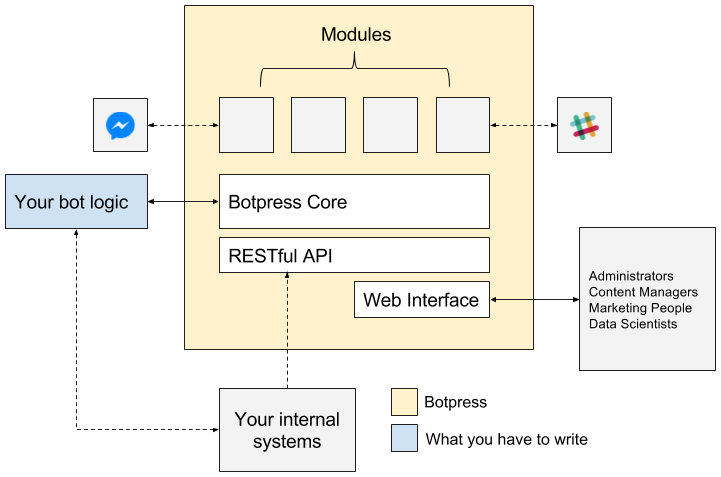 Modules
Your bot logic
Botpress Core
RESTful API
Web Interface
Administrators
Content Managers
Marketing People
Data Scientists
Your internal
systems
Botpress
What you have to write